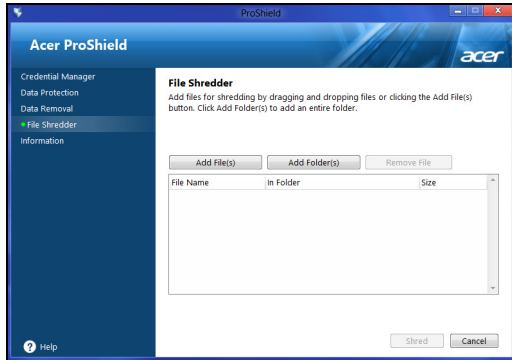 ProShield
Acer ProShield
acer
Credential Manager
Data Protection
Data Removal
File Shredder
Information
File Shredder
Add files for shredding by dragging and dropping files or clicking the Add File(s)
button. Click Add Folder(s) to add an entire folder.
Add File(s) Add Folder(s) Remove File
File Name In Folder Size
Shred Cancel
? Help